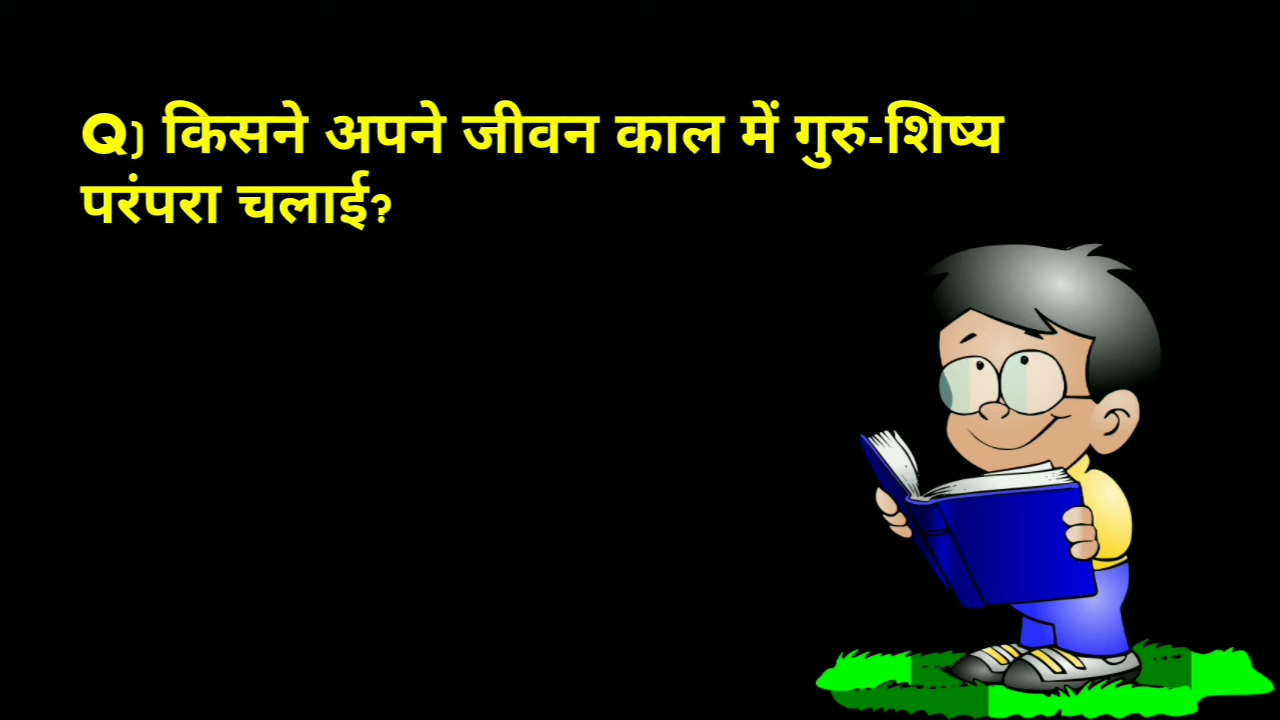 Q) किसने अपने जीवन काल में गुरु-शिष्य
परंपरा चलाई?